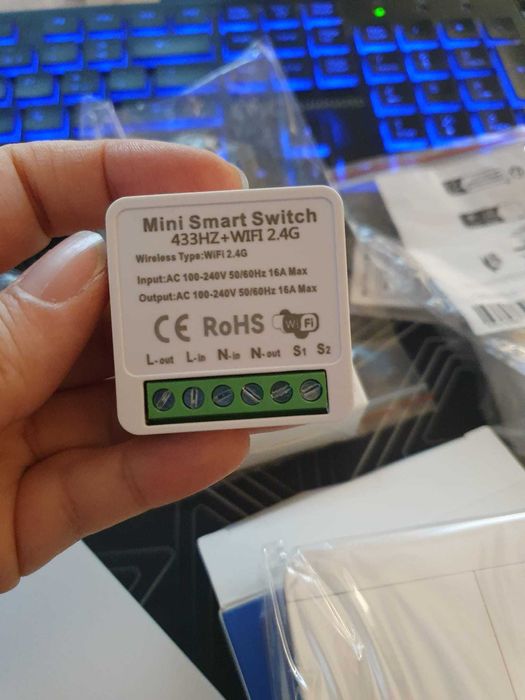 Mini Smart Switch
433HZ+WIFI 2.4G
Wireless Type:WiFi 2.4G
Input:AC 100-240V 50/60Hz 16A Max
Output:AC 100-240V 50/60Hz 16A Max
CE RoHS WiFi
L-out L-in N-in N-out S1 S2